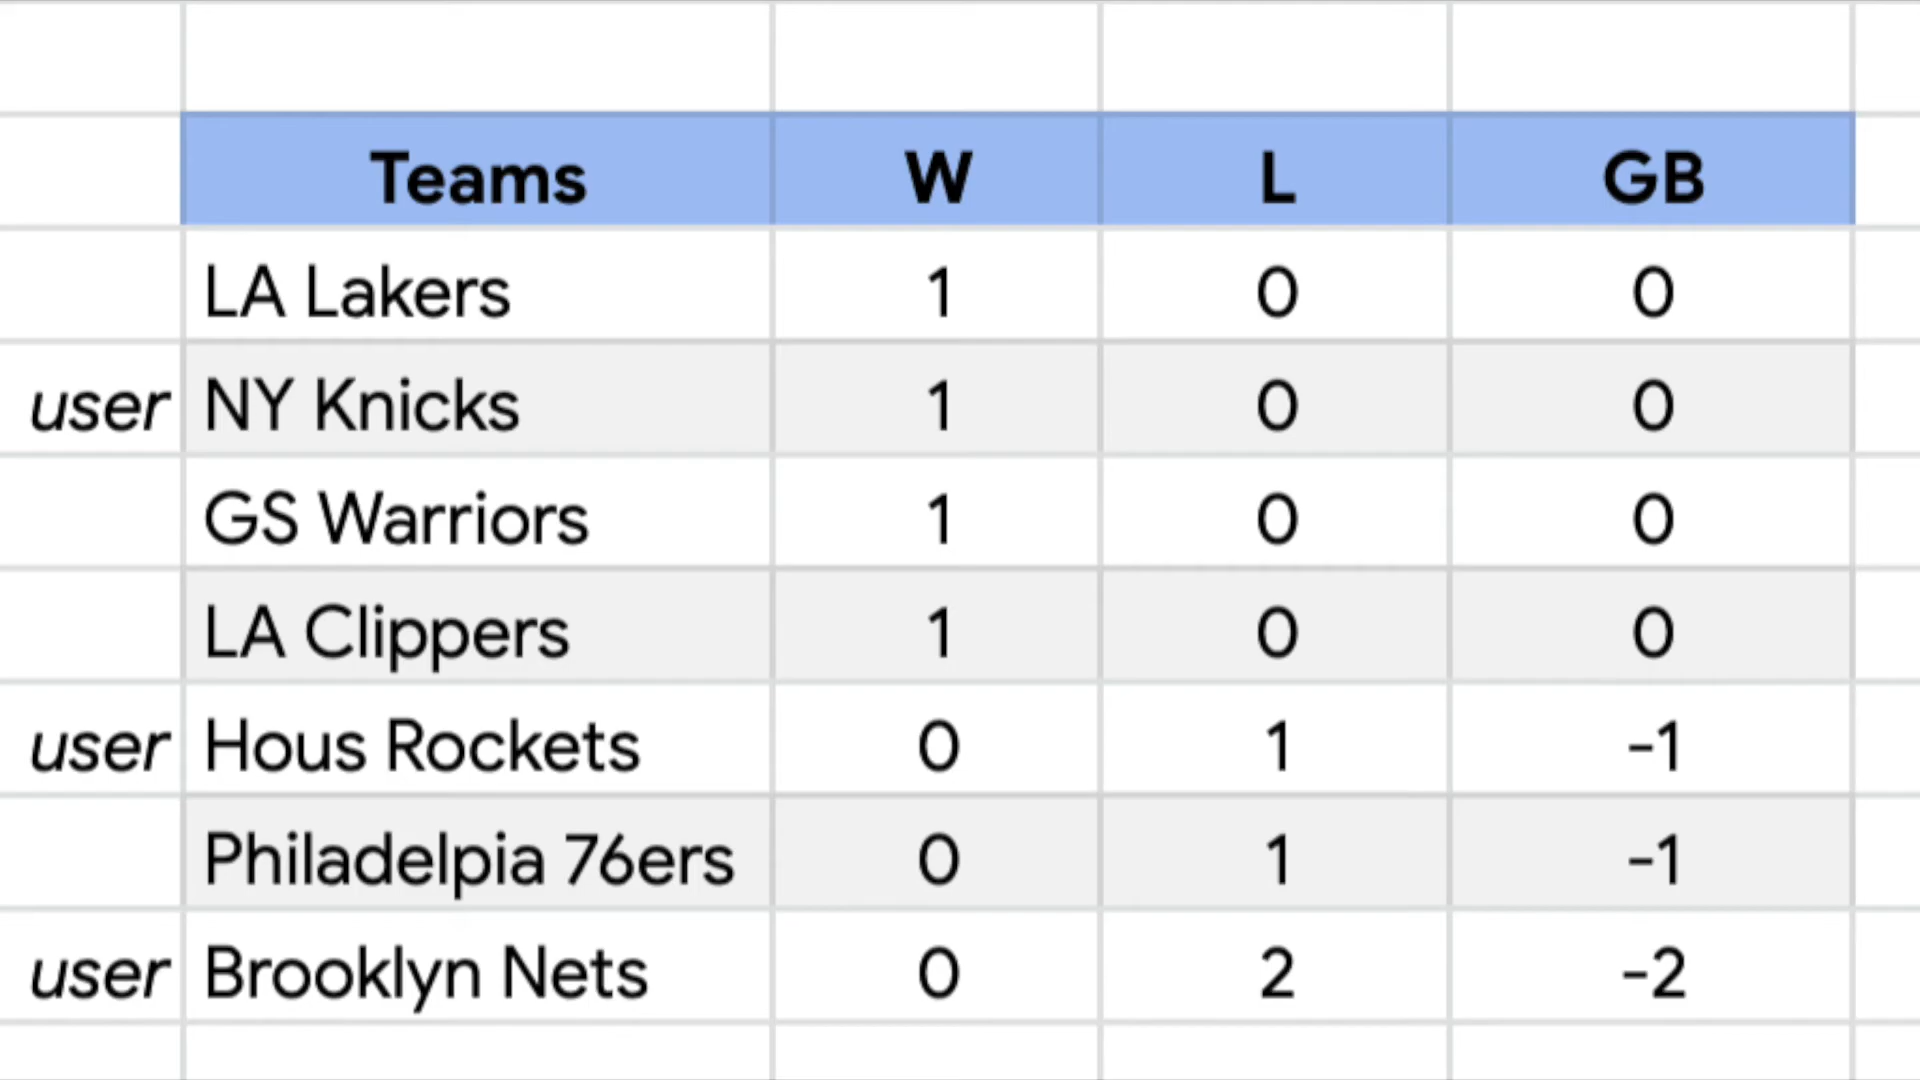 Teams W L GB
LA Lakers 1 0 0
user NY Knicks 1 0 0
GS Warriors 1 0 0
LA Clippers 1 0 0
user Hous Rockets 0 1 -1
Philadelpia 76ers 0 1 -1
user Brooklyn Nets 0 2 -2